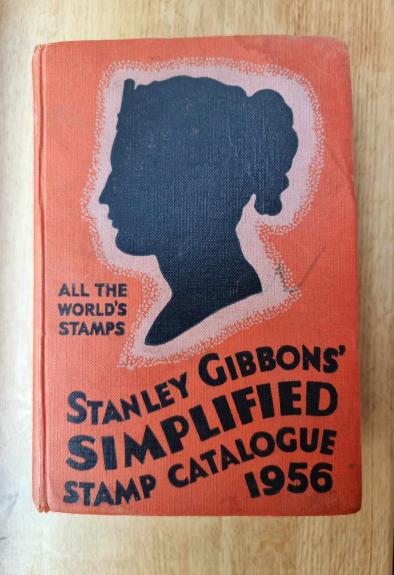 ALL THE
WORLD'S
STAMPS
STANLEY GIBBONS'
SIMPLIFIED
STAMP CATALOGUE
1956